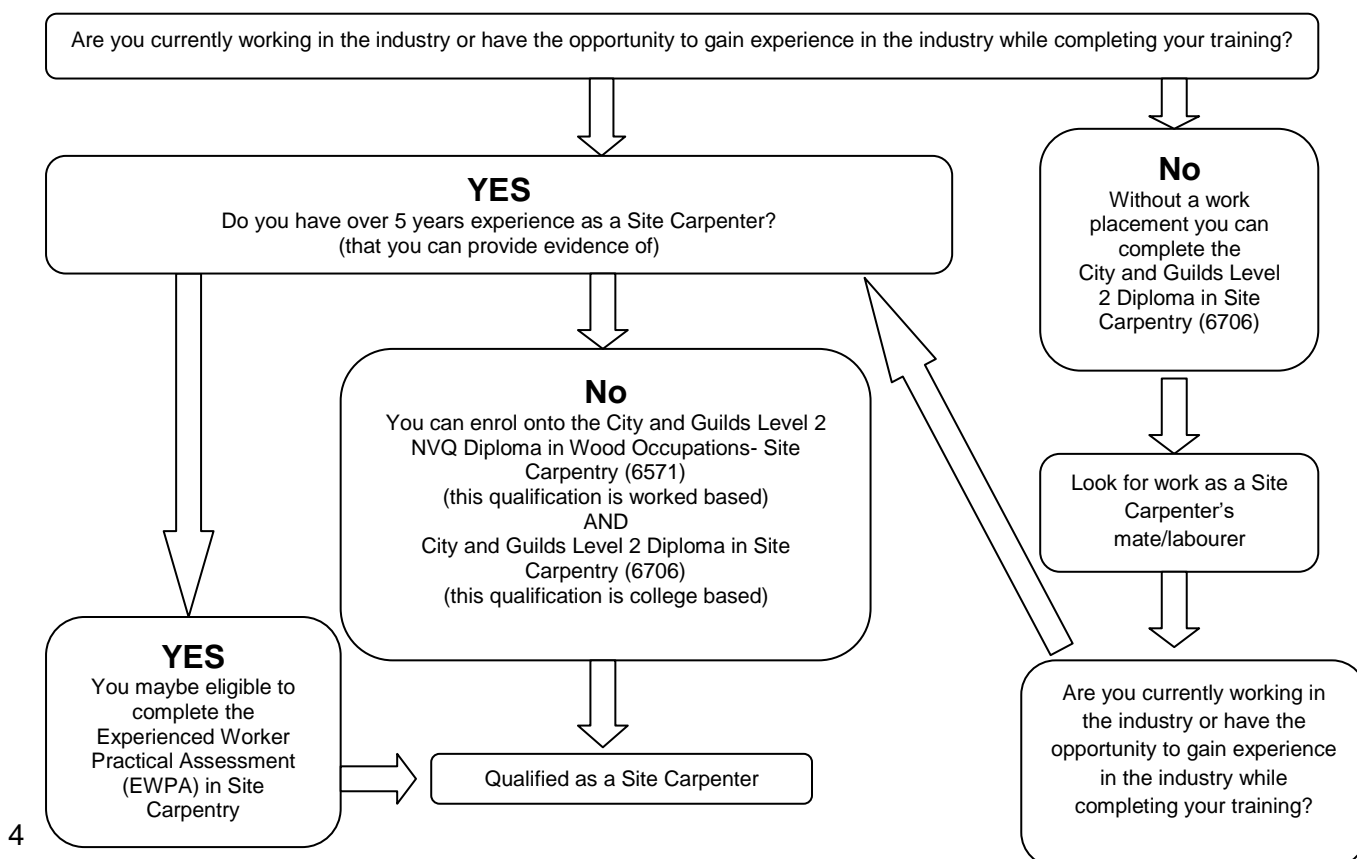 Are you currently working in the industry or have the opportunity to gain experience in the industry while completing your training?
YES
Do you have over 5 years experience as a Site Carpenter?
(that you can provide evidence of)
No
Without a work
placement you can
complete the
City and Guilds Level
2 Diploma in Site
Carpentry (6706)
No
You can enrol onto the City and Guilds Level 2
NVQ Diploma in Wood Occupations- Site
Carpentry (6571)
(this qualification is worked based)
AND
City and Guilds Level 2 Diploma in Site
Carpentry (6706)
(this qualification is college based)
Look for work as a Site
Carpenter’s
mate/labourer
YES
You maybe eligible to
complete the
Experienced Worker
Practical Assessment
(EWPA) in Site
Carpentry
Qualified as a Site Carpenter
Are you currently working in
the industry or have the
opportunity to gain experience
in the industry while
completing your training?
4